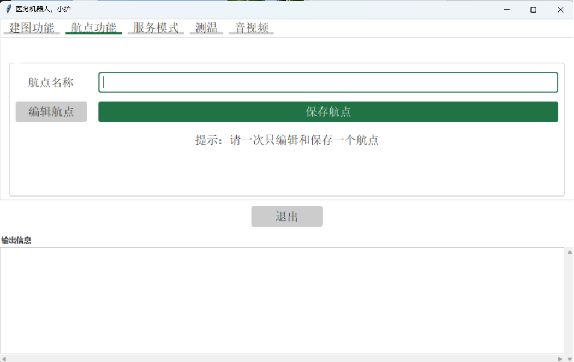 医务机器人，小护
建图功能 航点功能 服务模式 测温 音视频
航点名称
编辑航点 保存航点
提示：请一次只编辑和保存一个航点
退出
输出信息